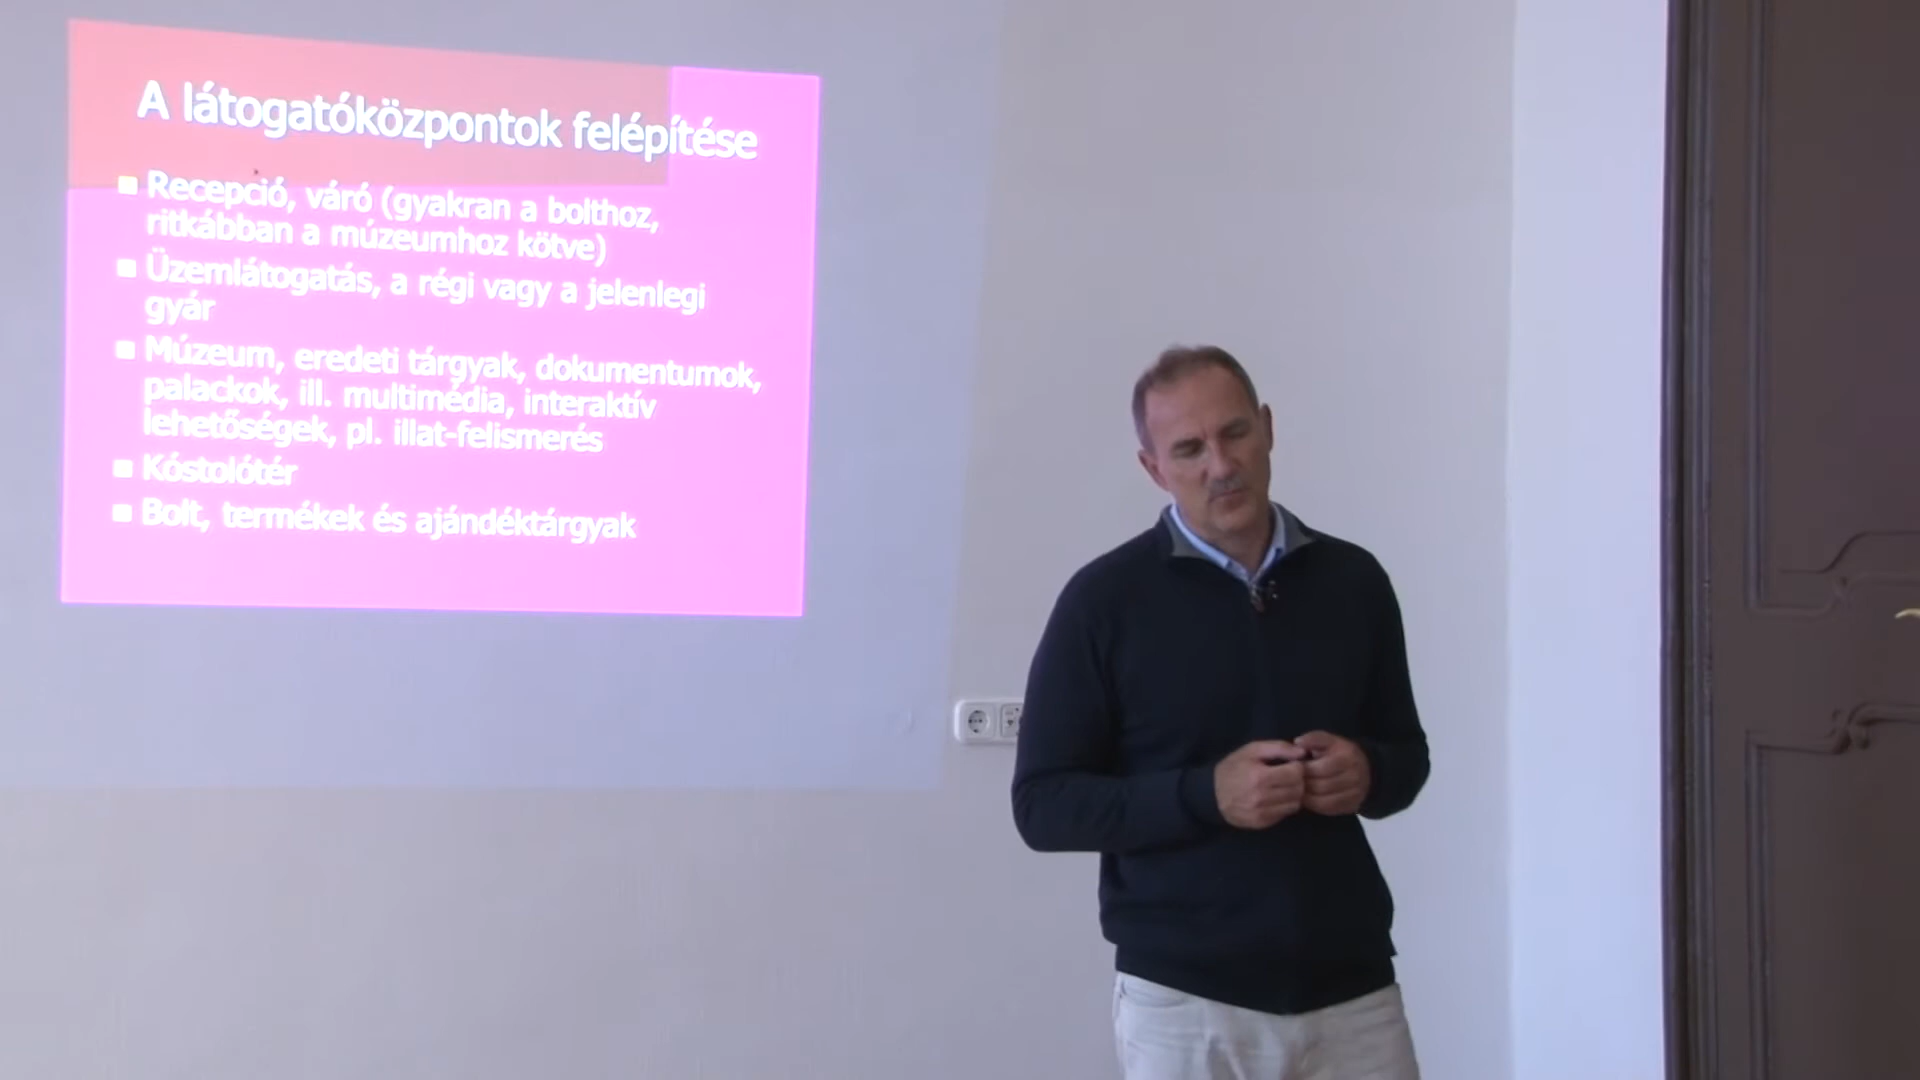 A látogatóközpontok felépítése
Recepció, váró (gyakran a bolthoz,
ritkábban a múzeumhoz kötve)
Üzemlátogatás, a régi vagy a jelenlegi
gyár
Múzeum, eredeti tárgyak, dokumentumok,
palackok, ill. multimédia, interaktív
lehetőségek, pl. illat-felismerés
Kóstolótér
Bolt, termékek és ajándéktárgyak